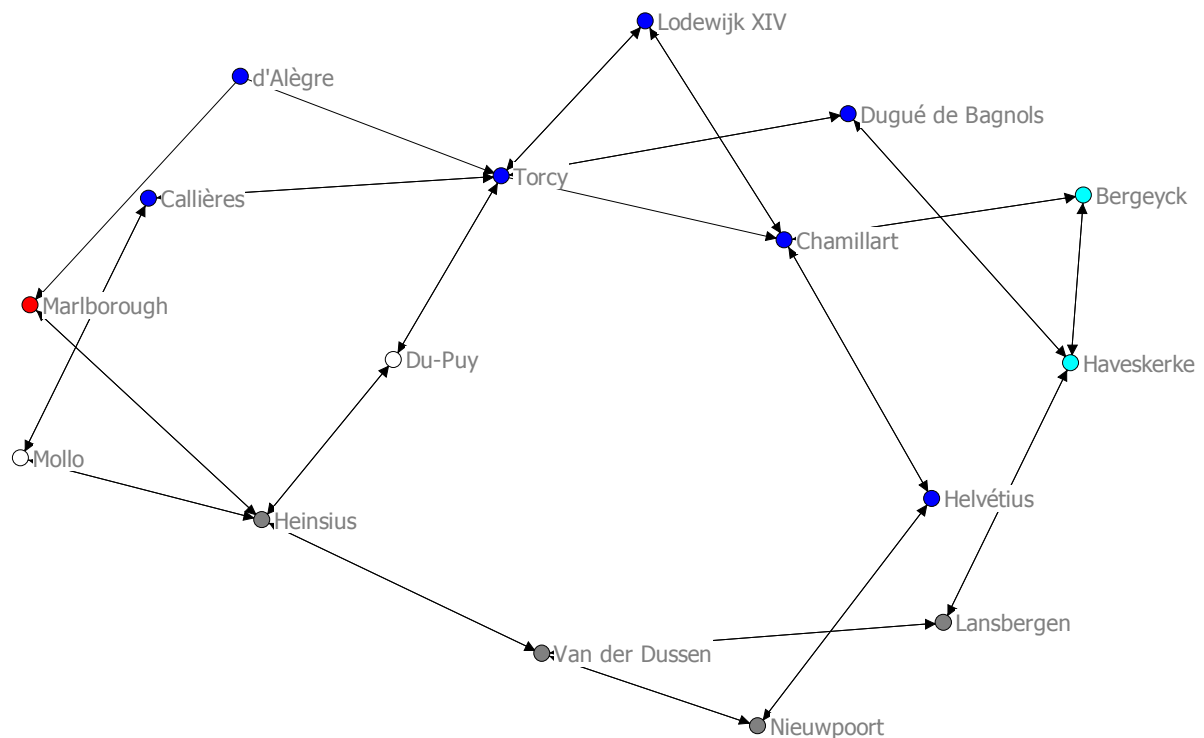 Lodewijk XIV
d'Alègre
Dugué de Bagnols
Torcy
Callières
Bergeyck
Chamillart
Marlborough
Du-Puy
Haveskerke
Mollo
Helvétius
Heinsius
Lansbergen
Van der Dussen
Nieuwpoort